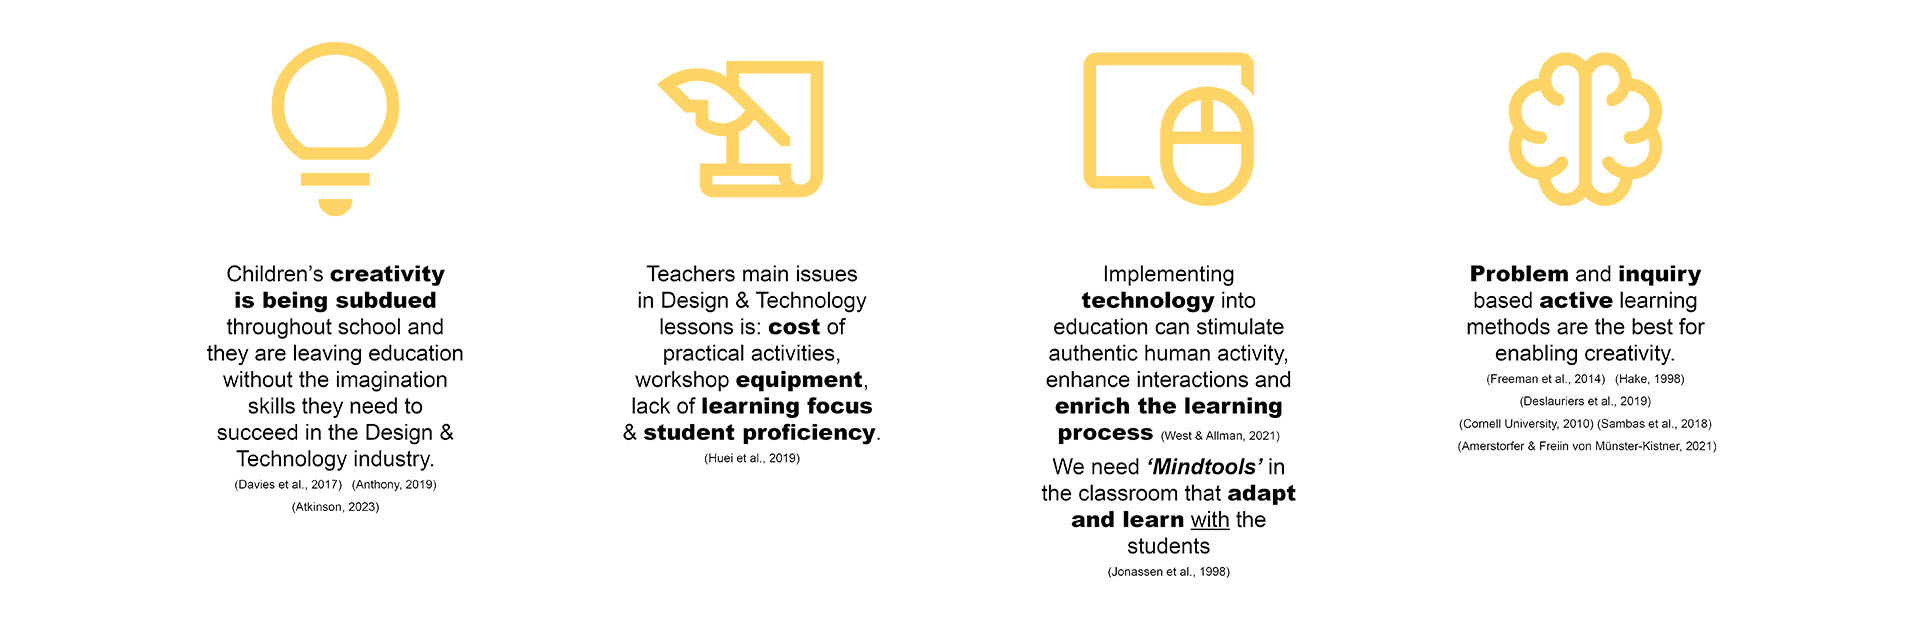 Children’s creativity
is being subdued
throughout school and
they are leaving education
without the imagination
skills they need to
succeed in the Design &
Technology industry.
(Davies et al., 2017) (Anthony, 2019)
(Atkinson, 2023)
Teachers main issues
in Design & Technology
lessons is: cost of
practical activities,
workshop equipment,
lack of learning focus
& student proficiency.
(Huei et al., 2019)
Implementing
technology into
education can stimulate
authentic human activity,
enhance interactions and
enrich the learning
process (West & Allman, 2021)
We need ‘Mindtools’ in
the classroom that adapt
and learn with the
students
(Jonassen et al., 1998)
Problem and inquiry
based active learning
methods are the best for
enabling creativity.
(Freeman et al., 2014) (Hake, 1998)
(Deslauriers et al., 2019)
(Cornell University, 2010) (Sambas et al., 2018)
(Amerstorfer & Freiin von Münster-Kistner, 2021)